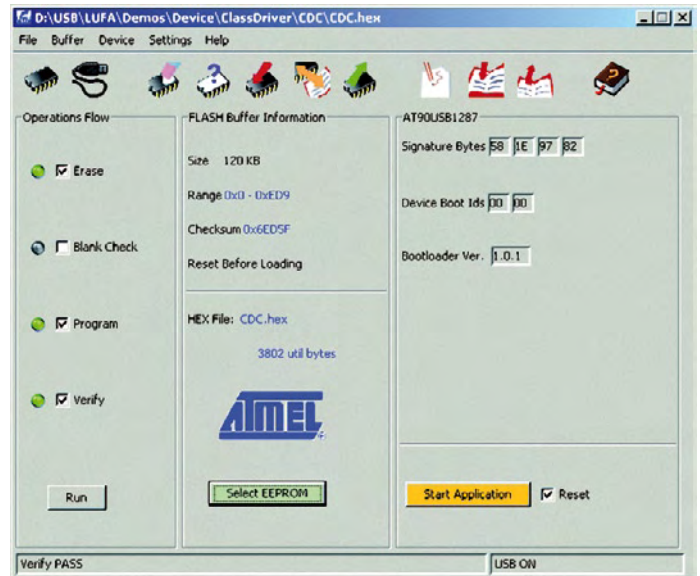 D:\USB\LUFA\Demos\Device\ClassDriver\CDC\CDC.hex
File Buffer Device Settings Help
Operations Flow
Erase
Blank Check
Program
Verify
Run
FLASH Buffer Information
Size 120 KB
Range 0x0 - 0xED9
Checksum 0x6ED5F
Reset Before Loading
HEX File: CDC.hex
3802 util bytes
ATMEL
Select EEPROM
AT90USB1287
Signature Bytes 58 1E 97 82
Device Boot Ids 00 00
Bootloader Ver. 1.0.1
Start Application Reset
Verify PASS USB ON